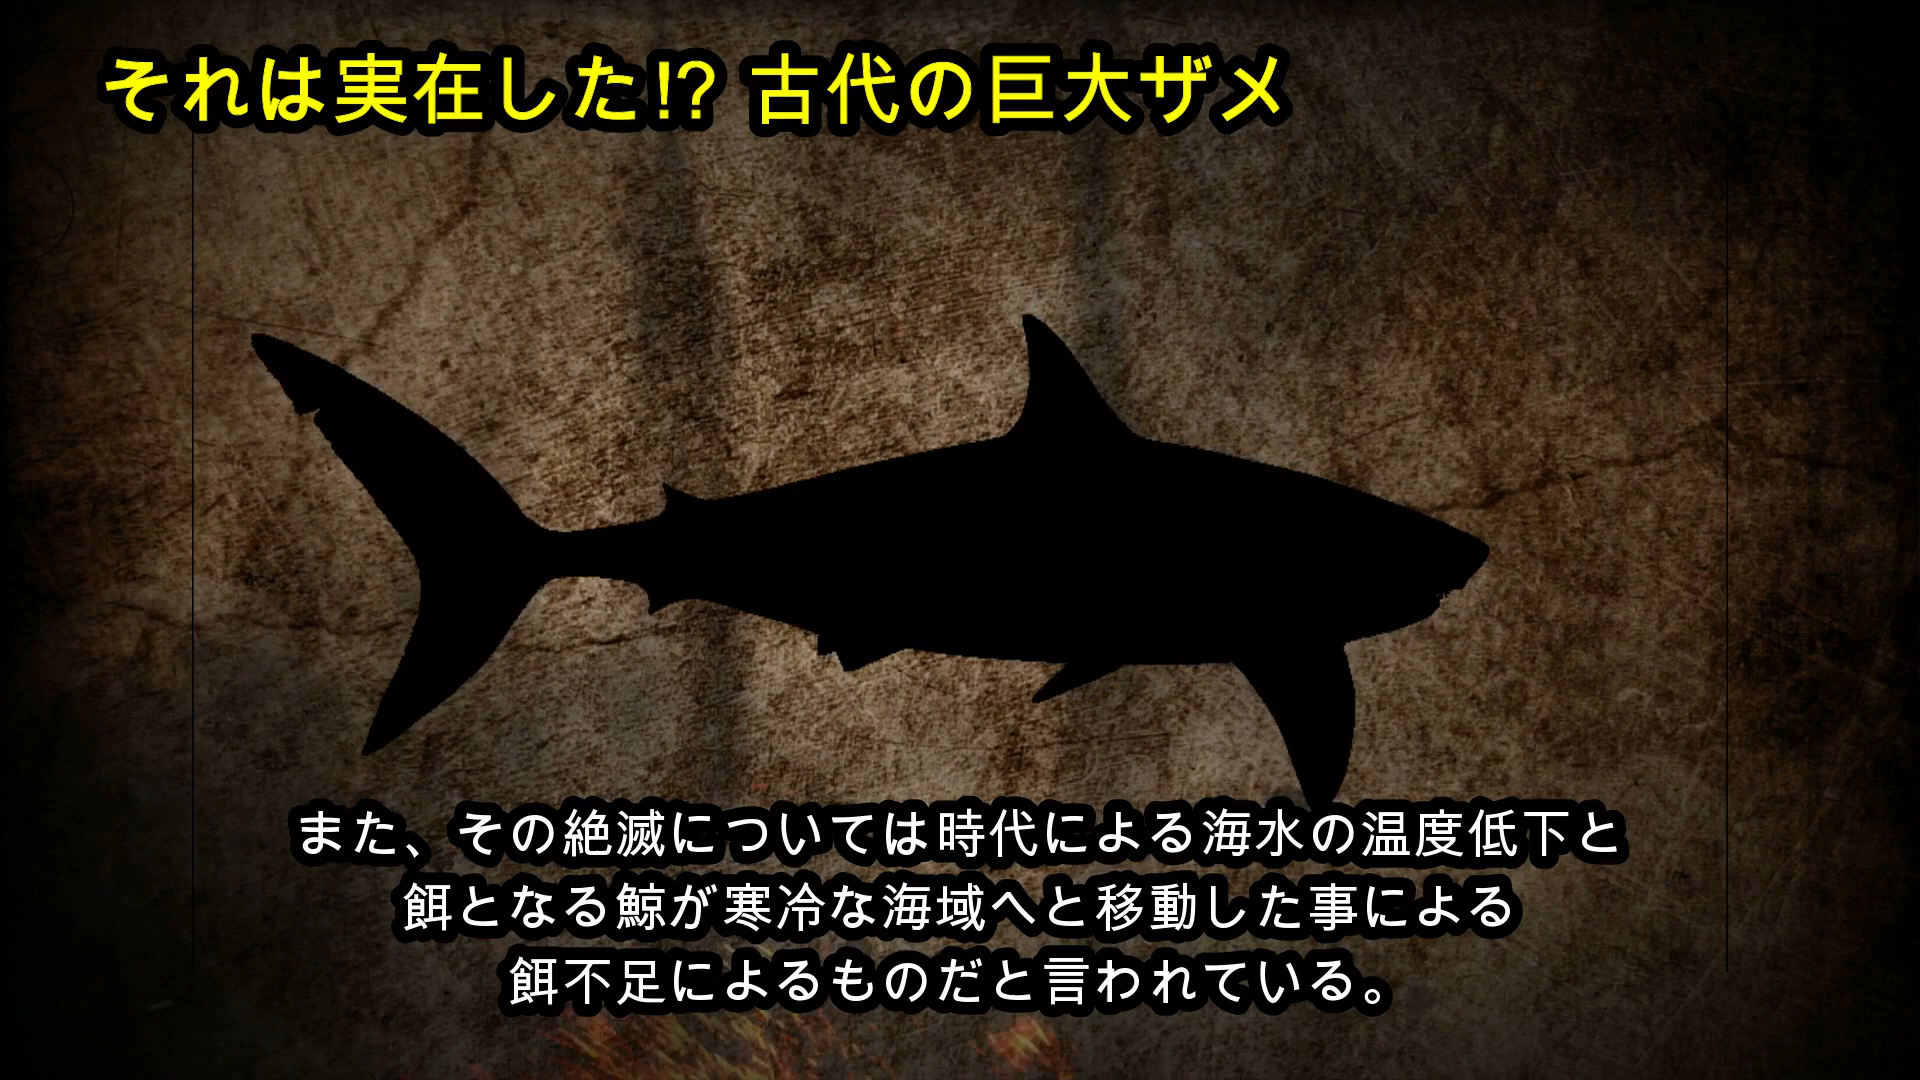 それは実在した!? 古代の巨大ザメ
また、その絶滅については時代による海水の温度低下と
餌となる鯨が寒冷な海域へと移動した事による
餌不足によるものだと言われている。